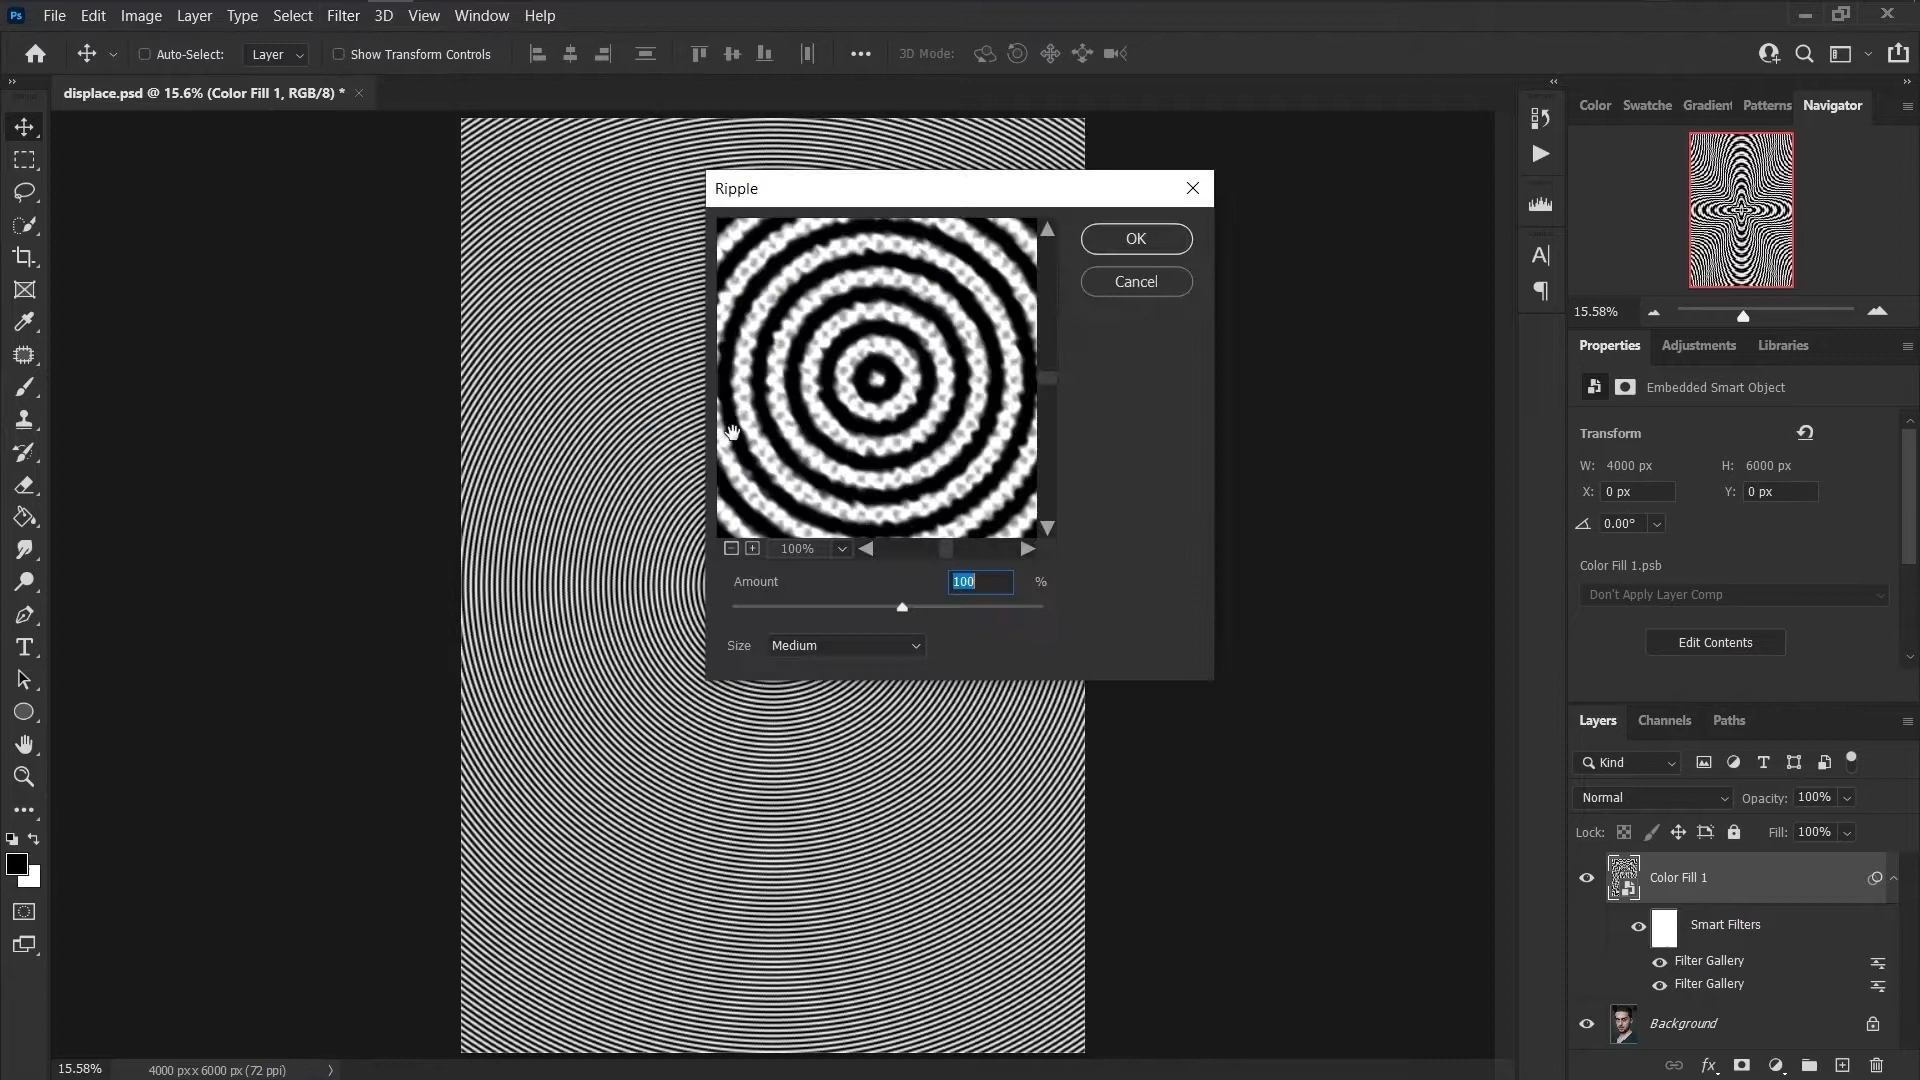 Ps File Edit Image Layer Type Select Filter 3D View Window Help
Auto-Select: Layer Show Transform Controls 3D Mode:
displace.psd @ 15.6% (Color Fill 1, RGB/8) *
Color Swatche Gradient Patterns Navigator
15.58%
Ripple
OK
Cancel
100%
Amount 100 %
Size Medium
Properties Adjustments Libraries
Embedded Smart Object
Transform
W: 4000 px H: 6000 px
X: 0 px Y: 0 px
0.00°
Color Fill 1.psb
Don't Apply Layer Comp
Edit Contents
Layers Channels Paths
Kind
Normal Opacity: 100%
Lock: Fill: 100%
Color Fill 1
Smart Filters
Filter Gallery
Filter Gallery
Background
15.58% 4000 px x 6000 px (72 ppi)